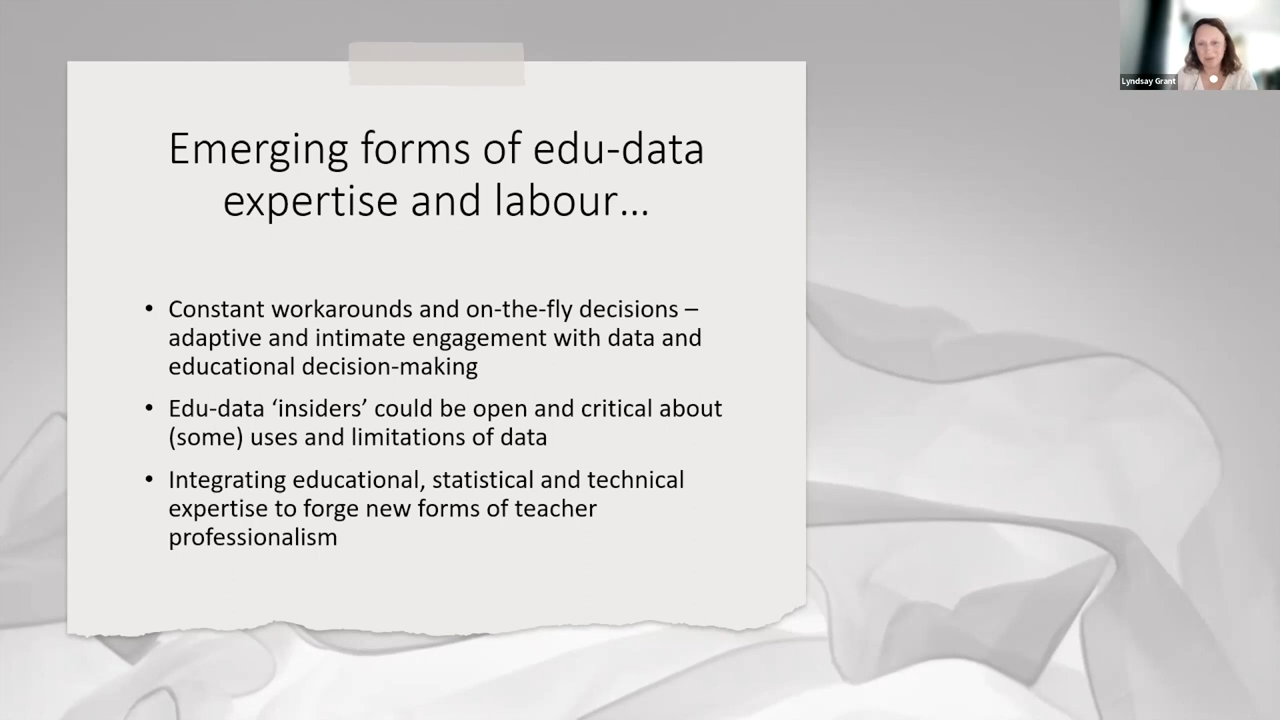 Emerging forms of edu-data
expertise and labour…
• Constant workarounds and on-the-fly decisions –
adaptive and intimate engagement with data and
educational decision-making
• Edu-data ‘insiders’ could be open and critical about
(some) uses and limitations of data
• Integrating educational, statistical and technical
expertise to forge new forms of teacher
professionalism
Lyndsay Grant